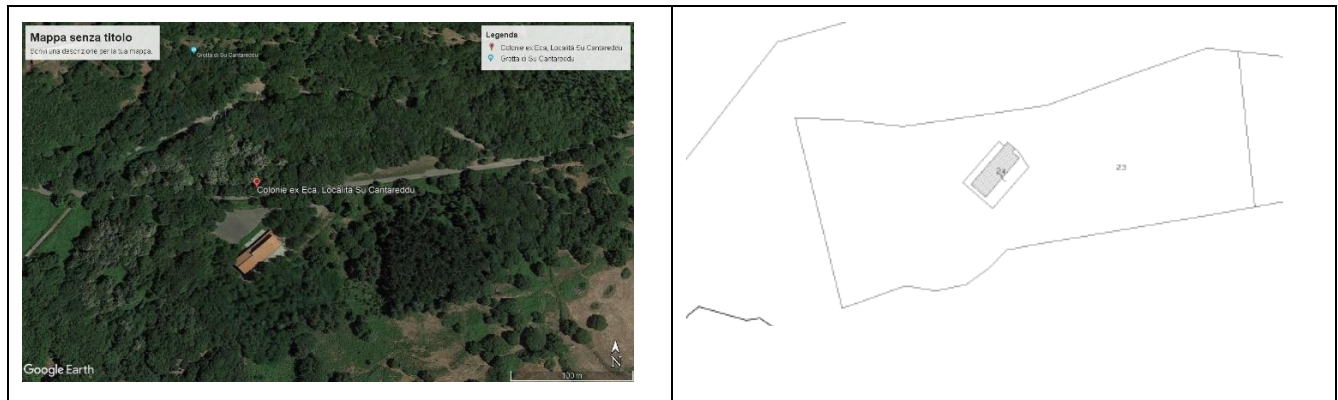 Mappa senza titolo
Scrivi una descrizione per la tua mappa.
Legenda
Colonie ex Eca, Località Su Cantareddu
Grotta di Su Cantareddu
Grotta di Su Cantareddu
Colonie ex Eca, Località Su Cantareddu
Google Earth
N
100 m
24
23